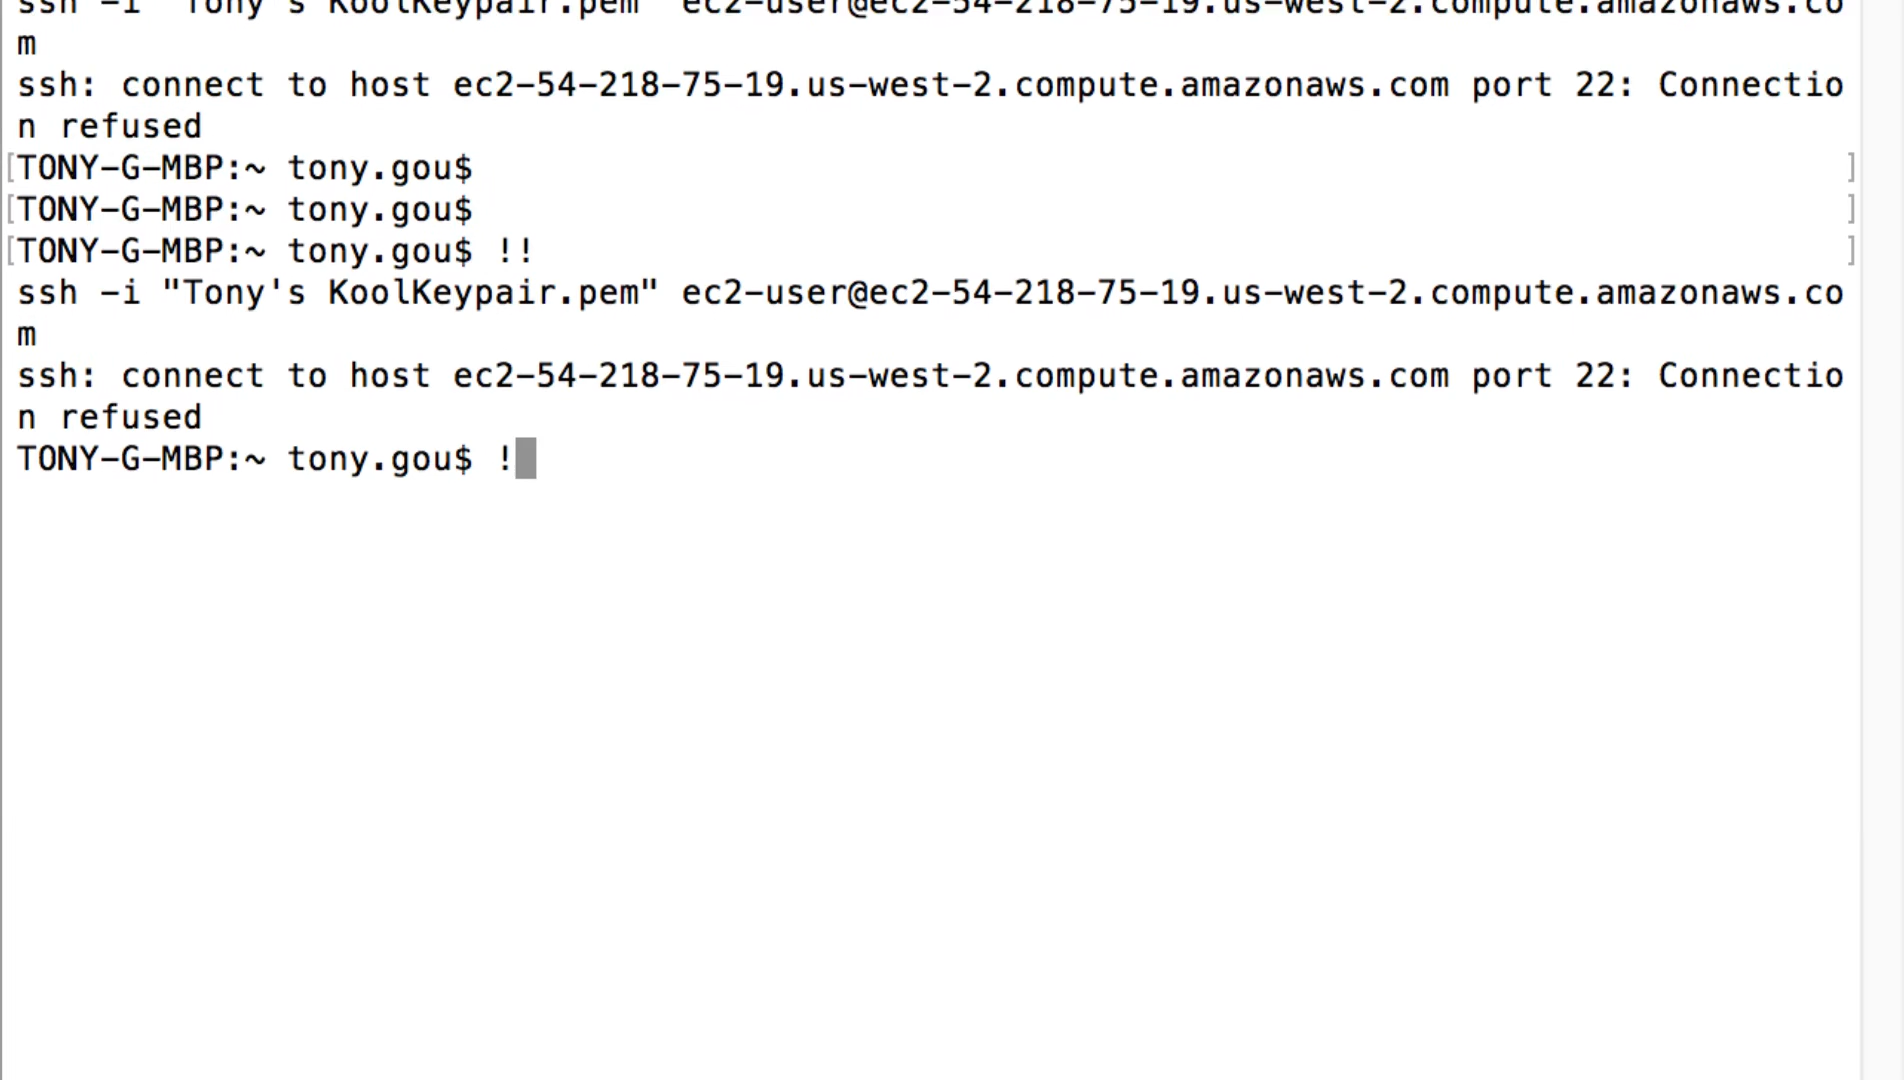 ssh -i "Tony's KoolKeypair.pem" ec2-user@ec2-54-218-75-19.us-west-2.compute.amazonaws.co
m
ssh: connect to host ec2-54-218-75-19.us-west-2.compute.amazonaws.com port 22: Connectio
n refused
[TONY-G-MBP:~ tony.gou$ ]
[TONY-G-MBP:~ tony.gou$ ]
[TONY-G-MBP:~ tony.gou$ !! ]
ssh -i "Tony's KoolKeypair.pem" ec2-user@ec2-54-218-75-19.us-west-2.compute.amazonaws.co
m
ssh: connect to host ec2-54-218-75-19.us-west-2.compute.amazonaws.com port 22: Connectio
n refused
TONY-G-MBP:~ tony.gou$ !